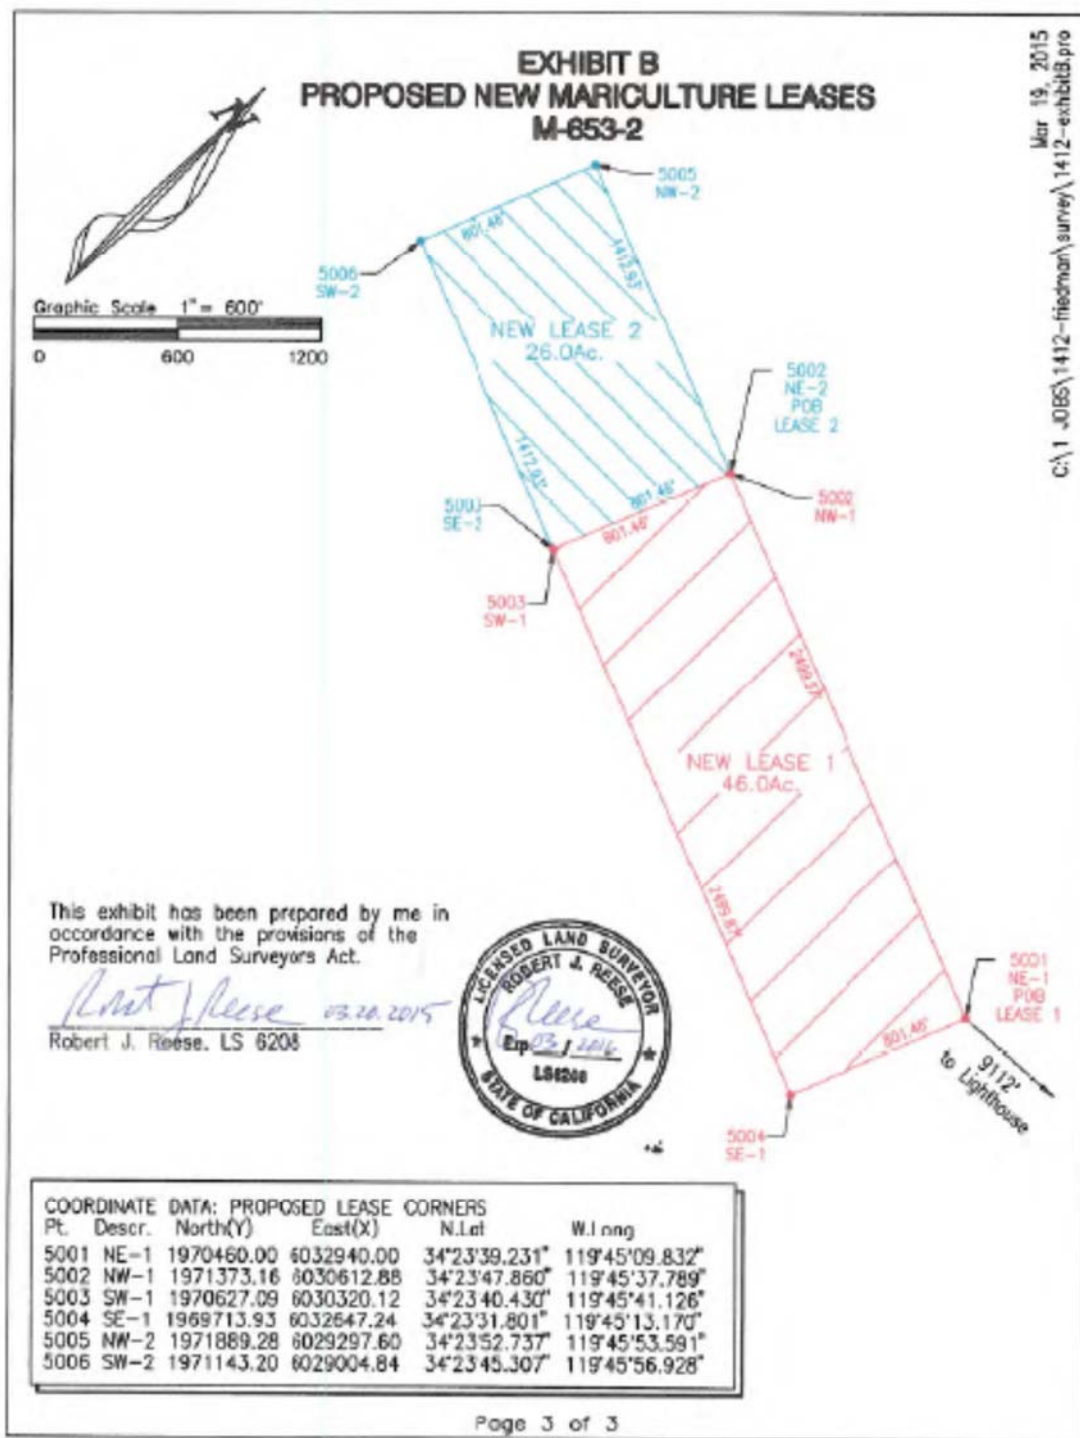 EXHIBIT B
PROPOSED NEW MARICULTURE LEASES
M-653-2
Mar 19, 2015
C:\1 JOBS\1412-friedman\survey\1412-exhibitB.pro
N
Graphic Scale 1" = 600'
0 600 1200
5005
NW-2
801.46'
5006
SW-2
1412.93'
NEW LEASE 2
26.0Ac.
5002
NE-2
POB
LEASE 2
1412.93'
801.46'
5003
SE-2
5002
NW-1
801.46'
5003
SW-1
NEW LEASE 1
46.0Ac.
5001
NE-1
POB
LEASE 1
801.46'
9112'
to Lighthouse
5004
SE-1
This exhibit has been prepared by me in
accordance with the provisions of the
Professional Land Surveyors Act.
Robert J Reese 03.20.2015
Robert J. Reese. LS 6208
LICENSED LAND SURVEYOR
ROBERT J. REESE
Reese
Exp 03 / 2016
LS6208
STATE OF CALIFORNIA
COORDINATE DATA: PROPOSED LEASE CORNERS
Pt. Descr. North(Y) East(X) N.Lat W.Long
5001 NE-1 1970460.00 6032940.00 34°23'39.231" 119°45'09.832"
5002 NW-1 1971373.16 6030612.88 34°23'47.860" 119°45'37.789"
5003 SW-1 1970627.09 6030320.12 34°23'40.430" 119°45'41.126"
5004 SE-1 1969713.93 6032647.24 34°23'31.801" 119°45'13.170"
5005 NW-2 1971889.28 6029297.60 34°23'52.737" 119°45'53.591"
5006 SW-2 1971143.20 6029004.84 34°23'45.307" 119°45'56.928"
Page 3 of 3